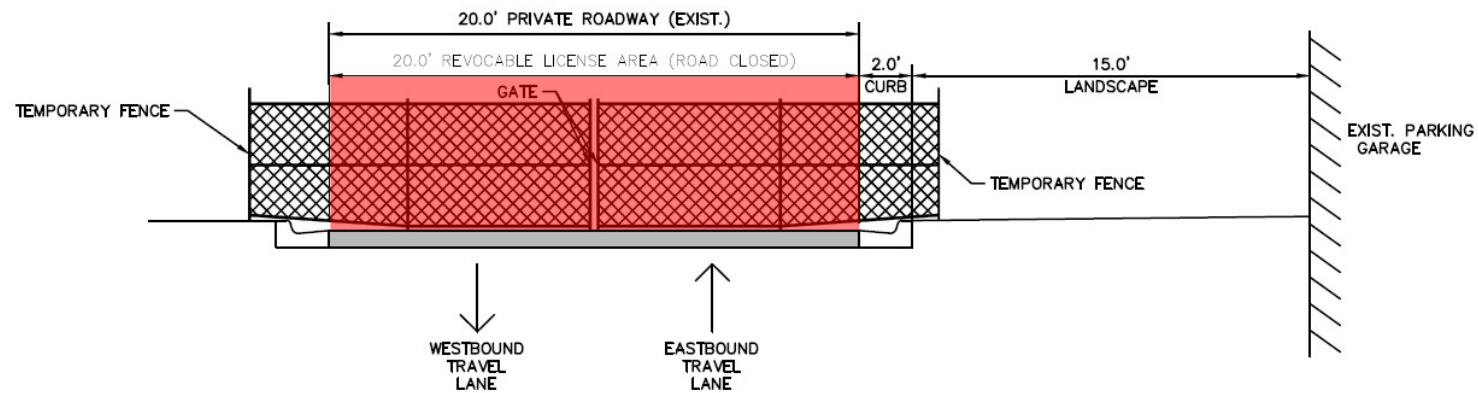 20.0' PRIVATE ROADWAY (EXIST.)
20.0' REVOCABLE LICENSE AREA (ROAD CLOSED)
2.0'
CURB
15.0'
LANDSCAPE
GATE
TEMPORARY FENCE
EXIST. PARKING
GARAGE
TEMPORARY FENCE
WESTBOUND
TRAVEL
LANE
EASTBOUND
TRAVEL
LANE